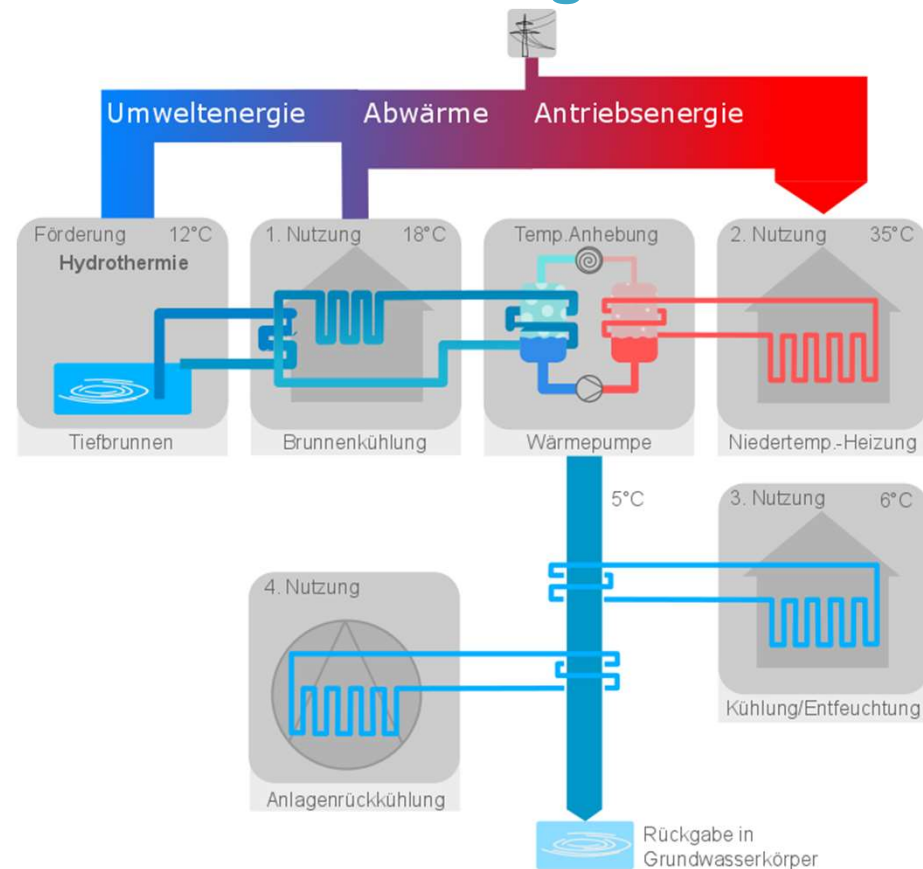 Umweltenergie Abwärme Antriebsenergie
Förderung 12°C
Hydrothermie
Tiefbrunnen
1. Nutzung 18°C
Brunnenkühlung
Temp.Anhebung
Wärmepumpe
2. Nutzung 35°C
Niedertemp.-Heizung
5°C
3. Nutzung 6°C
Kühlung/Entfeuchtung
4. Nutzung
Anlagenrückkühlung
Rückgabe in
Grundwasserkörper